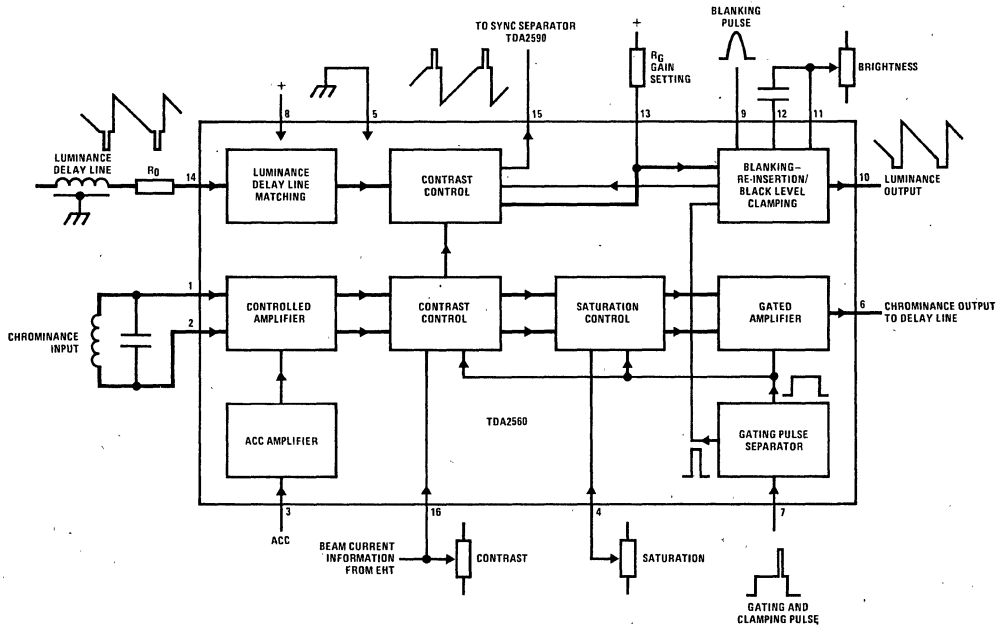 BLANKING
PULSE
TO SYNC SEPARATOR
TDA2590
+
RG
GAIN
SETTING
BRIGHTNESS
+
8
5
15
13
9
12
11
LUMINANCE
DELAY LINE
RO
14
LUMINANCE
DELAY LINE
MATCHING
CONTRAST
CONTROL
BLANKING–
RE-INSERTION/
BLACK LEVEL
CLAMPING
10
LUMINANCE
OUTPUT
1
2
CHROMINANCE
INPUT
CONTROLLED
AMPLIFIER
CONTRAST
CONTROL
SATURATION
CONTROL
GATED
AMPLIFIER
6
CHROMINANCE OUTPUT
TO DELAY LINE
ACC AMPLIFIER
TDA2560
GATING PULSE
SEPARATOR
3
16
4
7
ACC
BEAM CURRENT
INFORMATION
FROM EHT
CONTRAST
SATURATION
GATING AND
CLAMPING PULSE